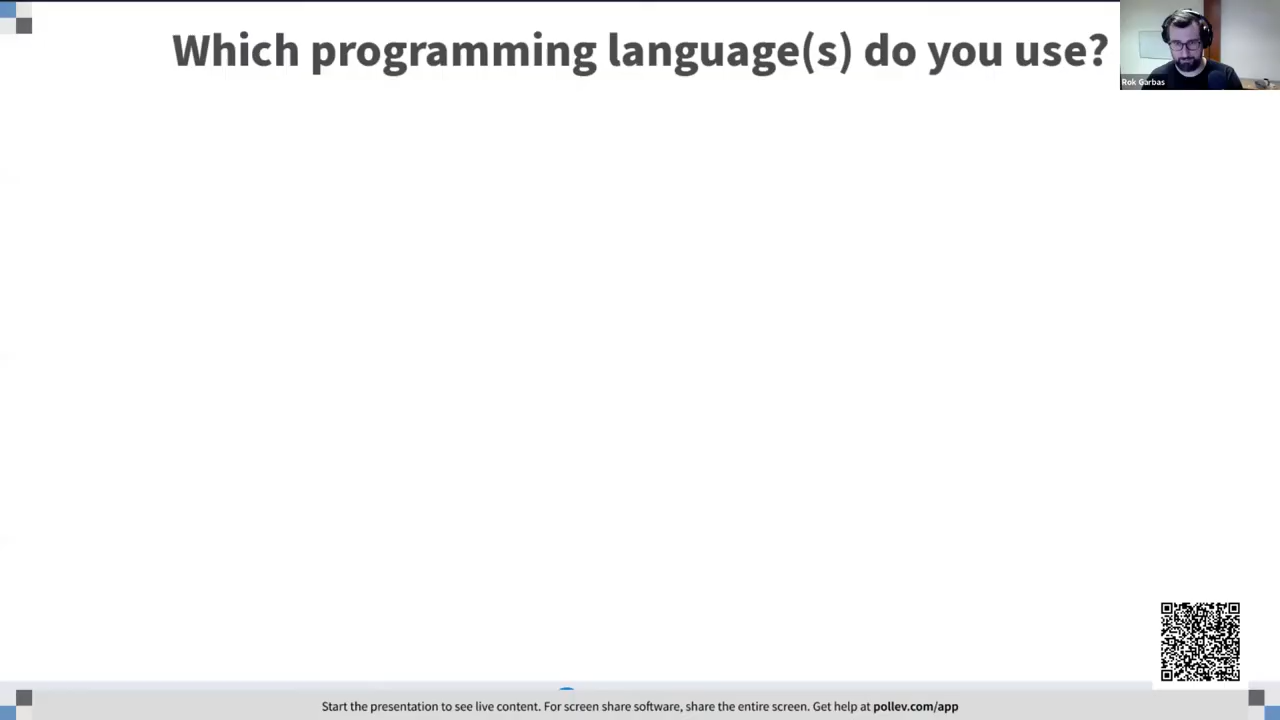 Which programming language(s) do you use?
Rok Garbas
Start the presentation to see live content. For screen share software, share the entire screen. Get help at pollev.com/app